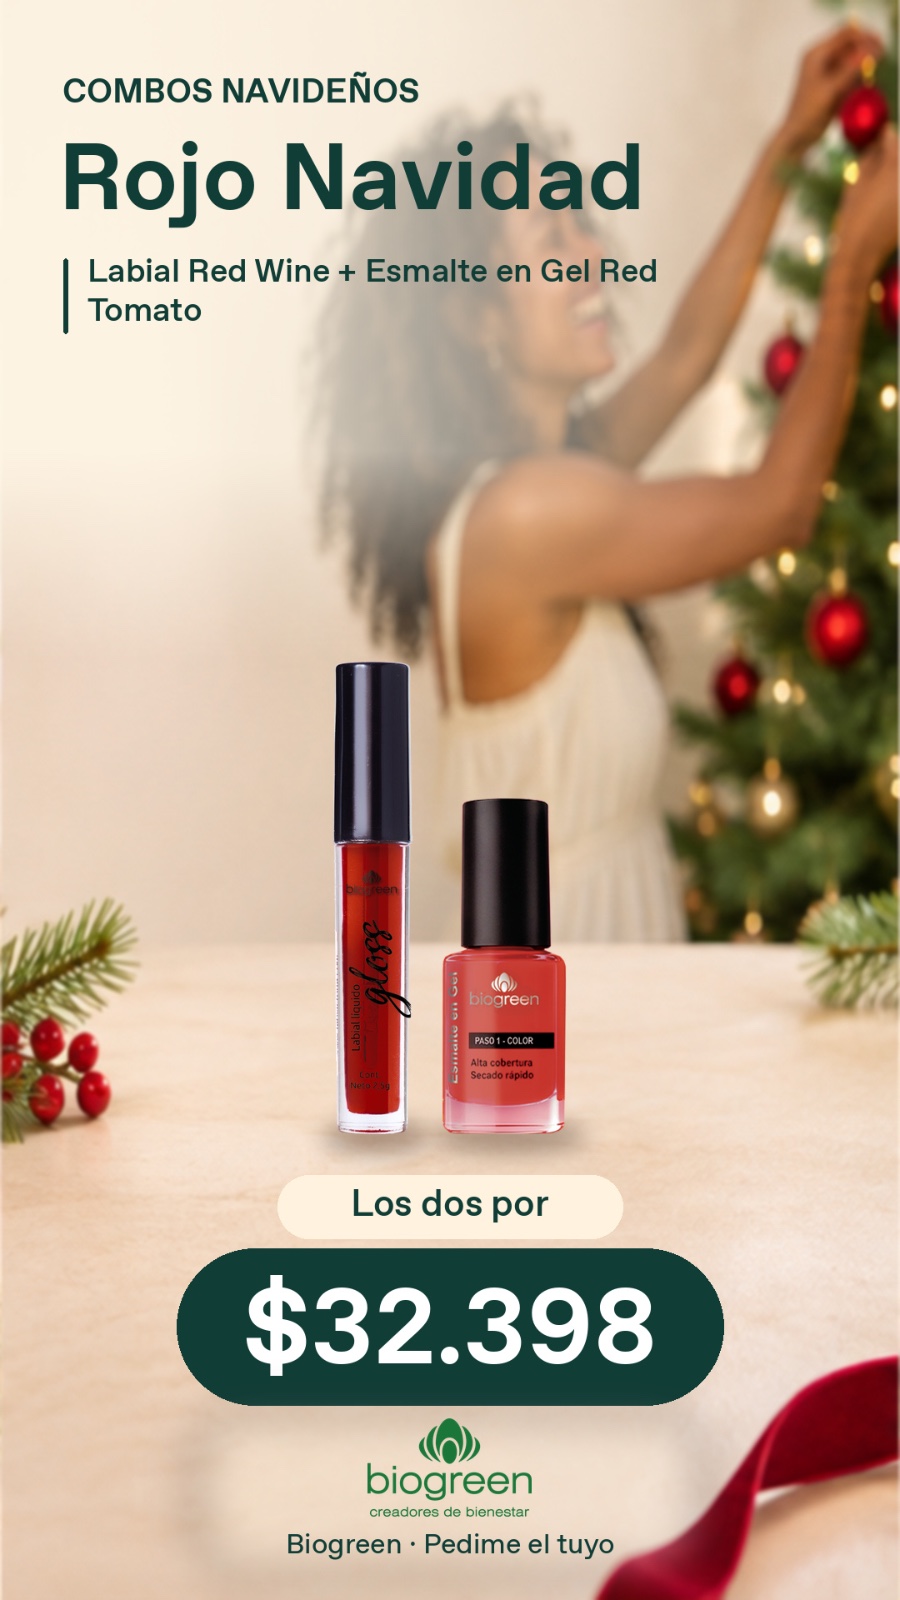 COMBOS NAVIDEÑOS
Rojo Navidad
Labial Red Wine + Esmalte en Gel Red
Tomato
biogreen
Labial líquido
gloss
biogreen
Esmalte en Gel
PASO 1 - COLOR
Alta cobertura
Secado rápido
Los dos por
$32.398
biogreen
creadores de bienestar
Biogreen · Pedime el tuyo